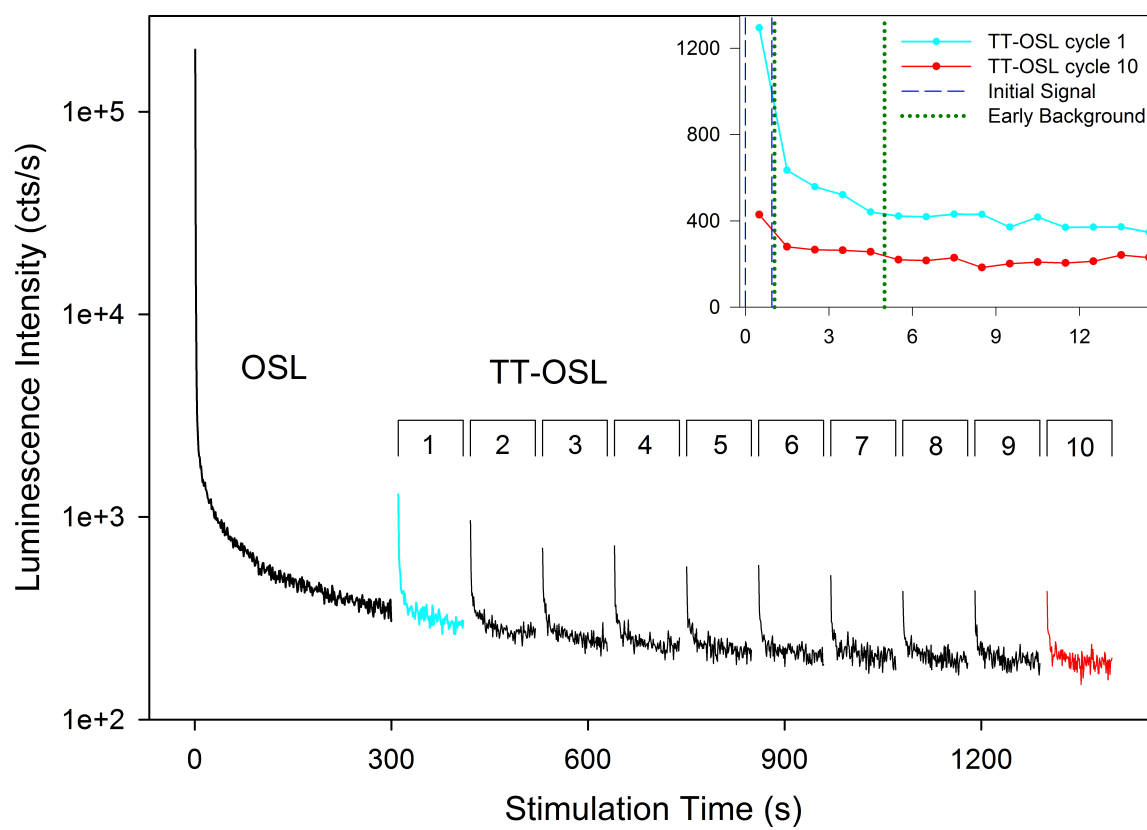 1200
800
400
0
0
3
6
9
12
TT-OSL cycle 1
TT-OSL cycle 10
Initial Signal
Early Background
Luminescence Intensity (cts/s)
1e+5
1e+4
1e+3
1e+2
OSL
TT-OSL
1
2
3
4
5
6
7
8
9
10
0
300
600
900
1200
Stimulation Time (s)